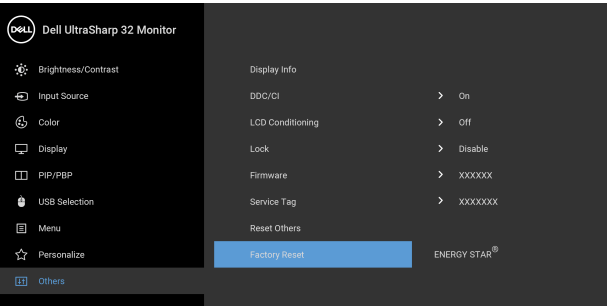 DELL Dell UltraSharp 32 Monitor
Brightness/Contrast Display Info
Input Source DDC/CI On
Color LCD Conditioning Off
Display Lock Disable
PIP/PBP Firmware XXXXXX
USB Selection Service Tag XXXXXXX
Menu Reset Others
Personalize Factory Reset ENERGY STAR®
Others